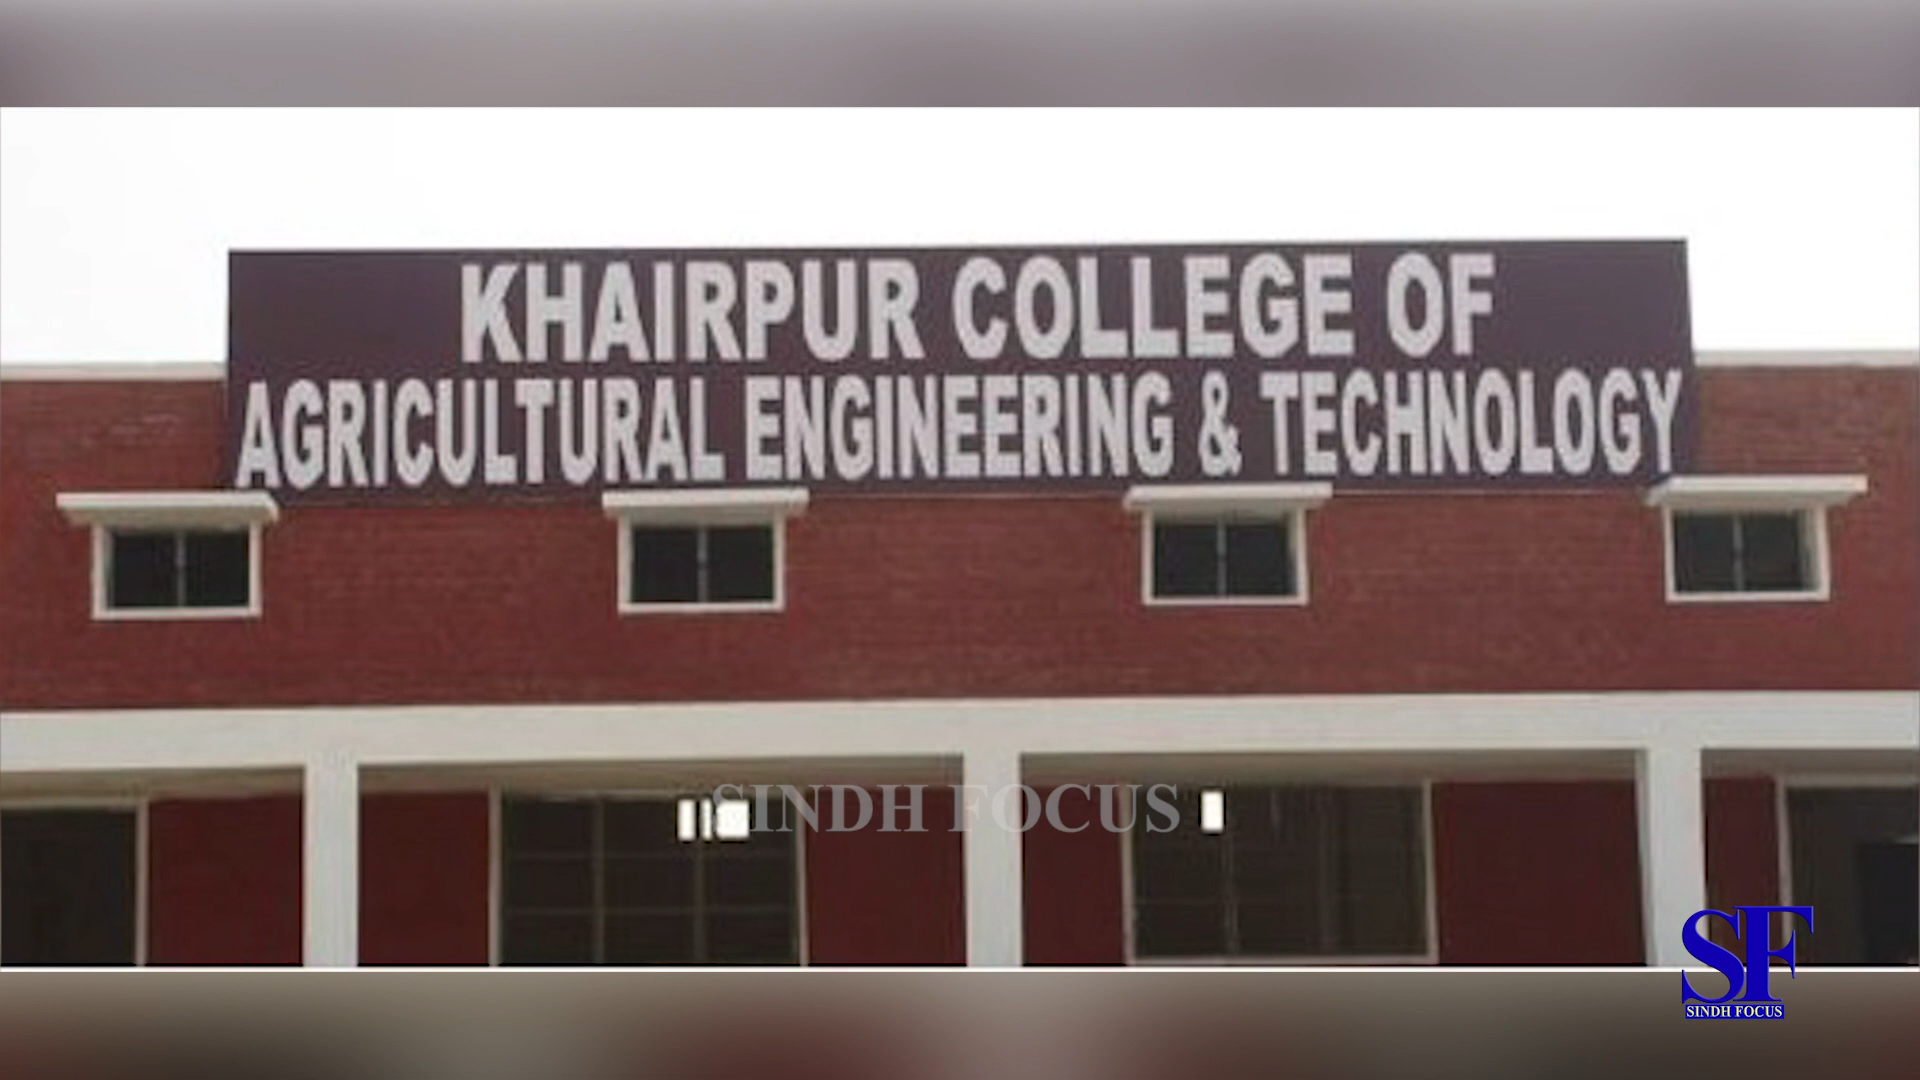 KHAIRPUR COLLEGE OF
AGRICULTURAL ENGINEERING & TECHNOLOGY
SINDH FOCUS
SF
SINDH FOCUS